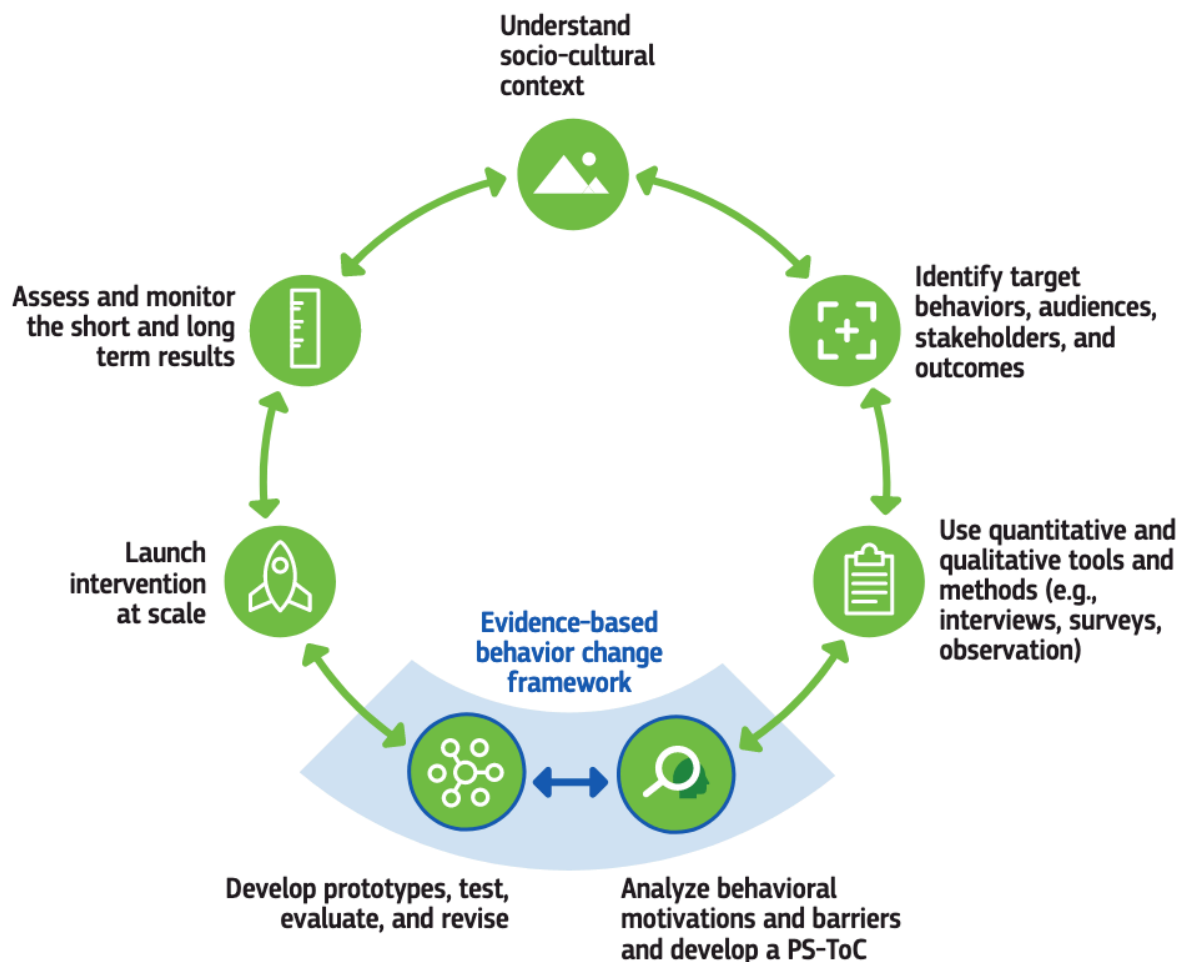 Understand
socio-cultural
context
Identify target
behaviors, audiences,
stakeholders, and
outcomes
Use quantitative and
qualitative tools and
methods (e.g.,
interviews, surveys,
observation)
Analyze behavioral
motivations and barriers
and develop a PS-ToC
Evidence-based
behavior change
framework
Develop prototypes, test,
evaluate, and revise
Launch
intervention
at scale
Assess and monitor
the short and long
term results